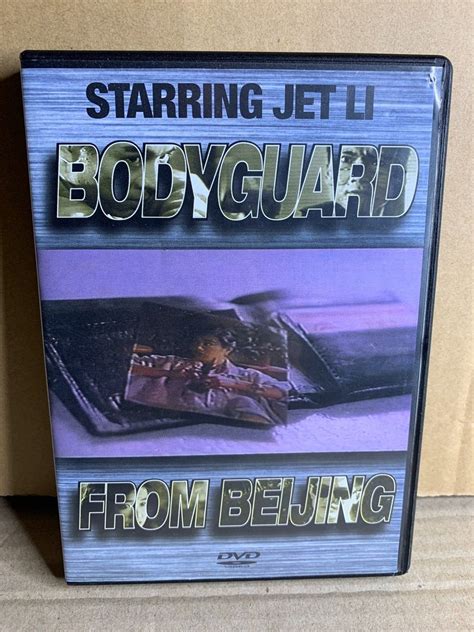 STARRING JET LI
BODYGUARD
FROM BEIJING
DVD